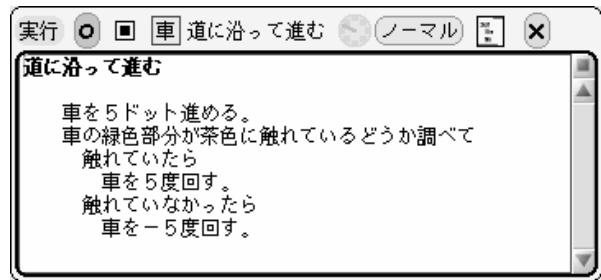 実行 車 道に沿って進む ノーマル
道に沿って進む
車を5ドット進める。
車の緑色部分が茶色に触れているどうか調べて
触れていたら
車を5度回す。
触れていなかったら
車を－5度回す。